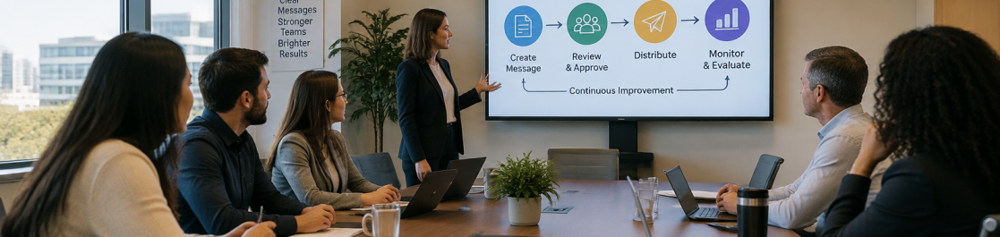 Clear
Messages
Stronger
Teams
Brighter
Results
Create
Message
Review
& Approve
Distribute
Monitor
& Evaluate
Continuous Improvement